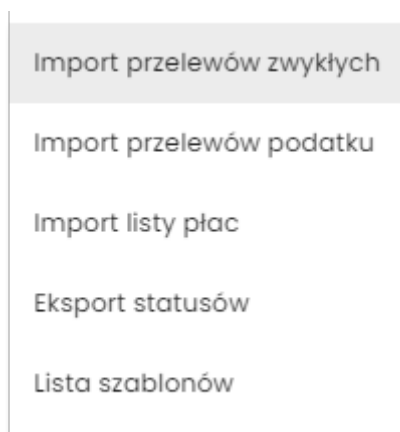 Import przelewów zwykłych
Import przelewów podatku
Import listy płac
Eksport statusów
Lista szablonów